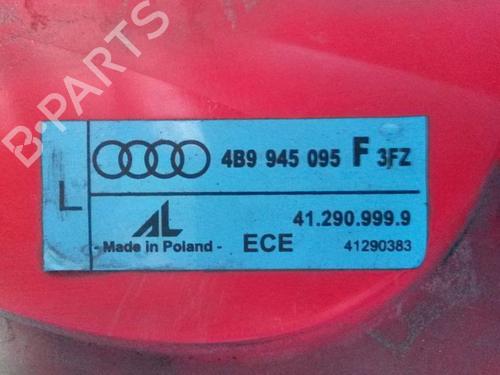 B-PARTS
L
4B9 945 095 F 3FZ
AL
41.290.999.9
- Made in Poland - ECE 41290383